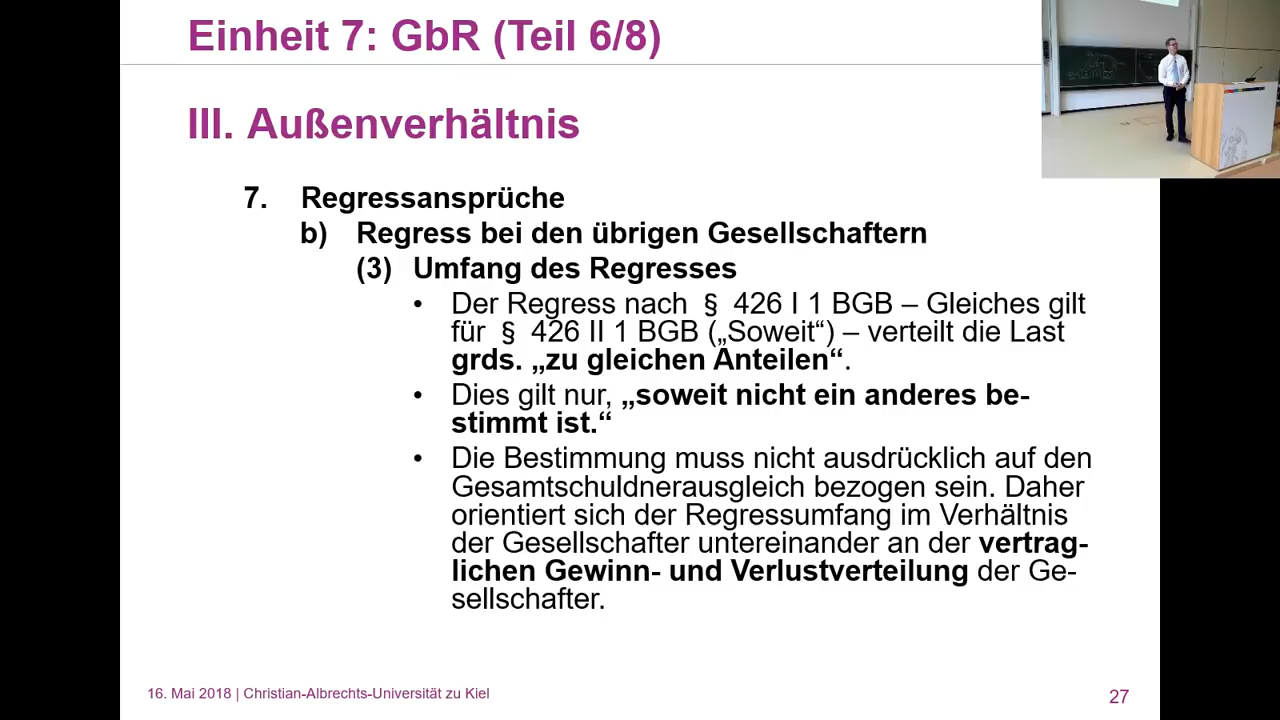 Einheit 7: GbR (Teil 6/8)
III. Außenverhältnis
7. Regressansprüche
b) Regress bei den übrigen Gesellschaftern
(3) Umfang des Regresses
• Der Regress nach § 426 I 1 BGB – Gleiches gilt
für § 426 II 1 BGB („Soweit“) – verteilt die Last
grds. „zu gleichen Anteilen“.
• Dies gilt nur, „soweit nicht ein anderes be-
stimmt ist.“
• Die Bestimmung muss nicht ausdrücklich auf den
Gesamtschuldnerausgleich bezogen sein. Daher
orientiert sich der Regressumfang im Verhältnis
der Gesellschafter untereinander an der vertrag-
lichen Gewinn- und Verlustverteilung der Ge-
sellschafter.
16. Mai 2018 | Christian-Albrechts-Universität zu Kiel
27